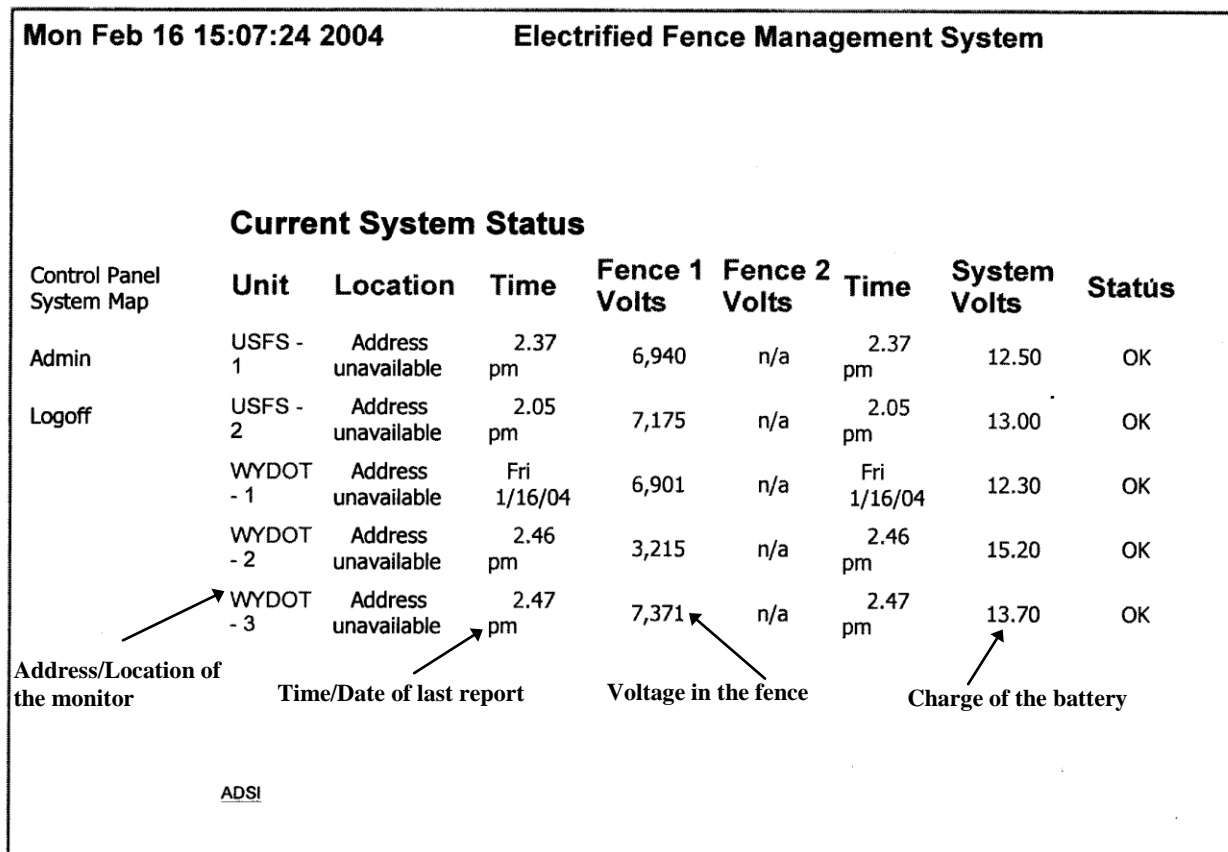 Mon Feb 16 15:07:24 2004 Electrified Fence Management System
Current System Status
Control Panel
System Map
Unit Location Time Fence 1 Volts Fence 2 Volts Time System Volts Status
Admin
USFS - 1 Address unavailable 2.37 pm 6,940 n/a 2.37 pm 12.50 OK
Logoff
USFS - 2 Address unavailable 2.05 pm 7,175 n/a 2.05 pm 13.00 OK
WYDOT - 1 Address unavailable Fri 1/16/04 6,901 n/a Fri 1/16/04 12.30 OK
WYDOT - 2 Address unavailable 2.46 pm 3,215 n/a 2.46 pm 15.20 OK
WYDOT - 3 Address unavailable 2.47 pm 7,371 n/a 2.47 pm 13.70 OK
Address/Location of
the monitor
Time/Date of last report
Voltage in the fence
Charge of the battery
ADSI